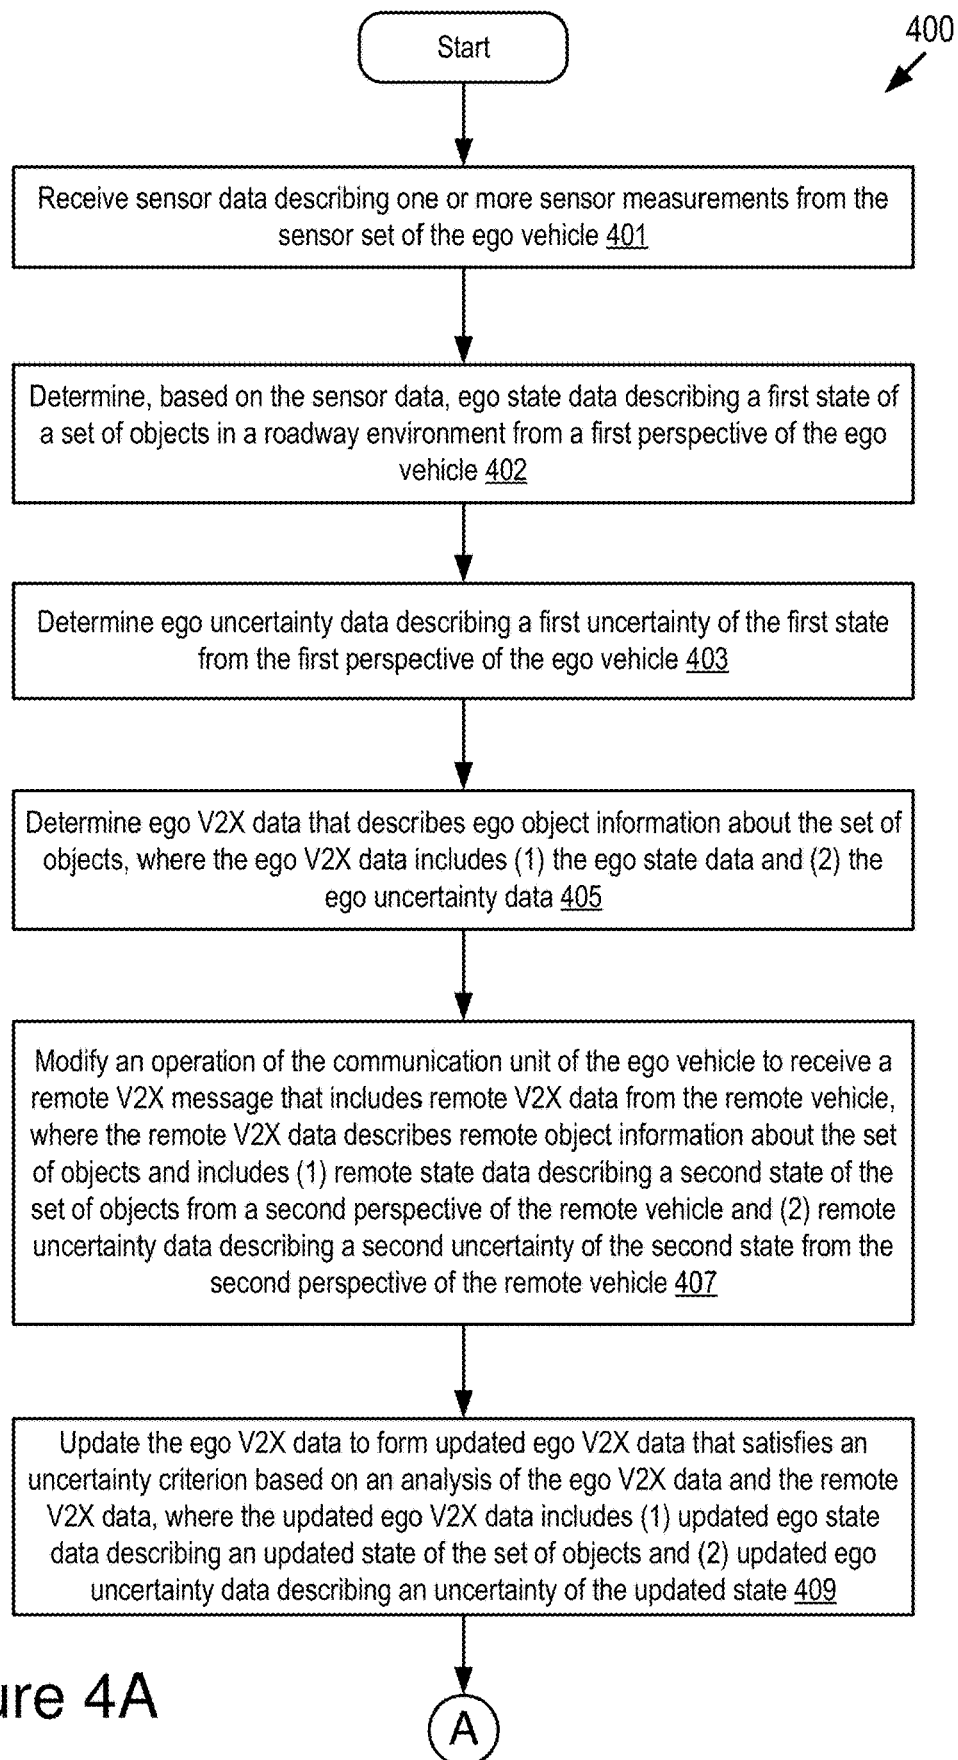 Start
400
Receive sensor data describing one or more sensor measurements from the
sensor set of the ego vehicle 401
Determine, based on the sensor data, ego state data describing a first state of
a set of objects in a roadway environment from a first perspective of the ego
vehicle 402
Determine ego uncertainty data describing a first uncertainty of the first state
from the first perspective of the ego vehicle 403
Determine ego V2X data that describes ego object information about the set of
objects, where the ego V2X data includes (1) the ego state data and (2) the
ego uncertainty data 405
Modify an operation of the communication unit of the ego vehicle to receive a
remote V2X message that includes remote V2X data from the remote vehicle,
where the remote V2X data describes remote object information about the set
of objects and includes (1) remote state data describing a second state of the
set of objects from a second perspective of the remote vehicle and (2) remote
uncertainty data describing a second uncertainty of the second state from the
second perspective of the remote vehicle 407
Update the ego V2X data to form updated ego V2X data that satisfies an
uncertainty criterion based on an analysis of the ego V2X data and the remote
V2X data, where the updated ego V2X data includes (1) updated ego state
data describing an updated state of the set of objects and (2) updated ego
uncertainty data describing an uncertainty of the updated state 409
ure 4A
A